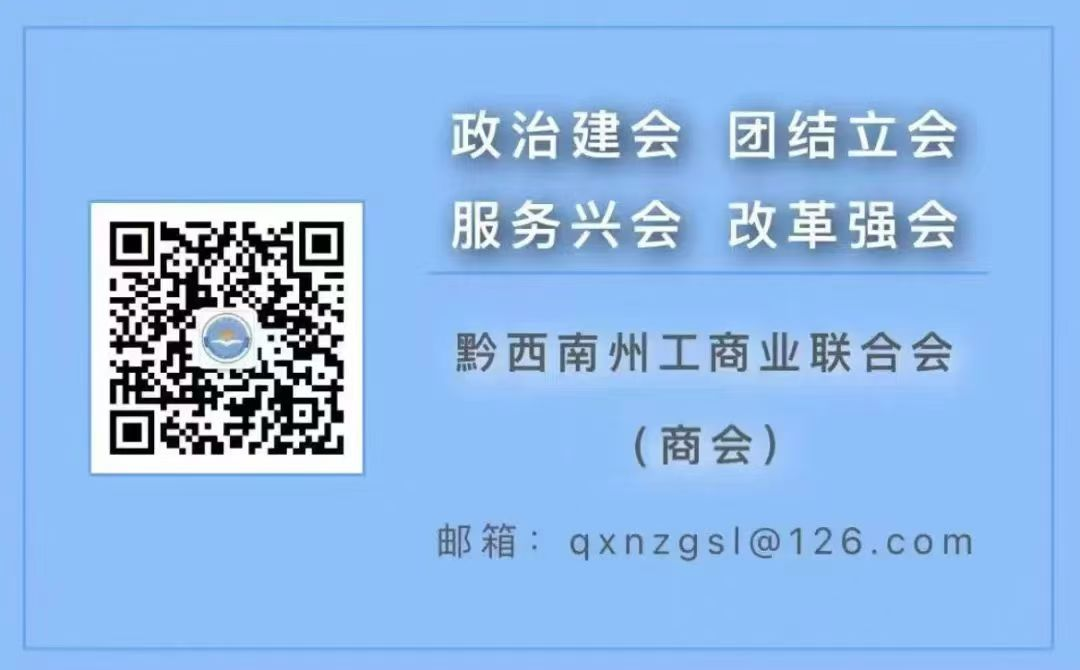 政治建会 团结立会
服务兴会 改革强会
黔西南州工商业联合会
(商会)
邮箱：qxnzgsl@126.com